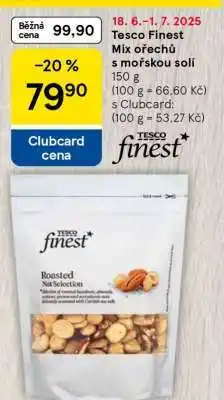 Běžná
cena
99,90
–20 %
79⁹⁰
Clubcard
cena
18. 6.–1. 7. 2025
Tesco Finest
Mix ořechů
s mořskou solí
150 g
(100 g = 66,60 Kč)
s Clubcard:
(100 g = 53,27 Kč)
TESCO
finest*
TESCO
finest*
Roasted
Nut Selection